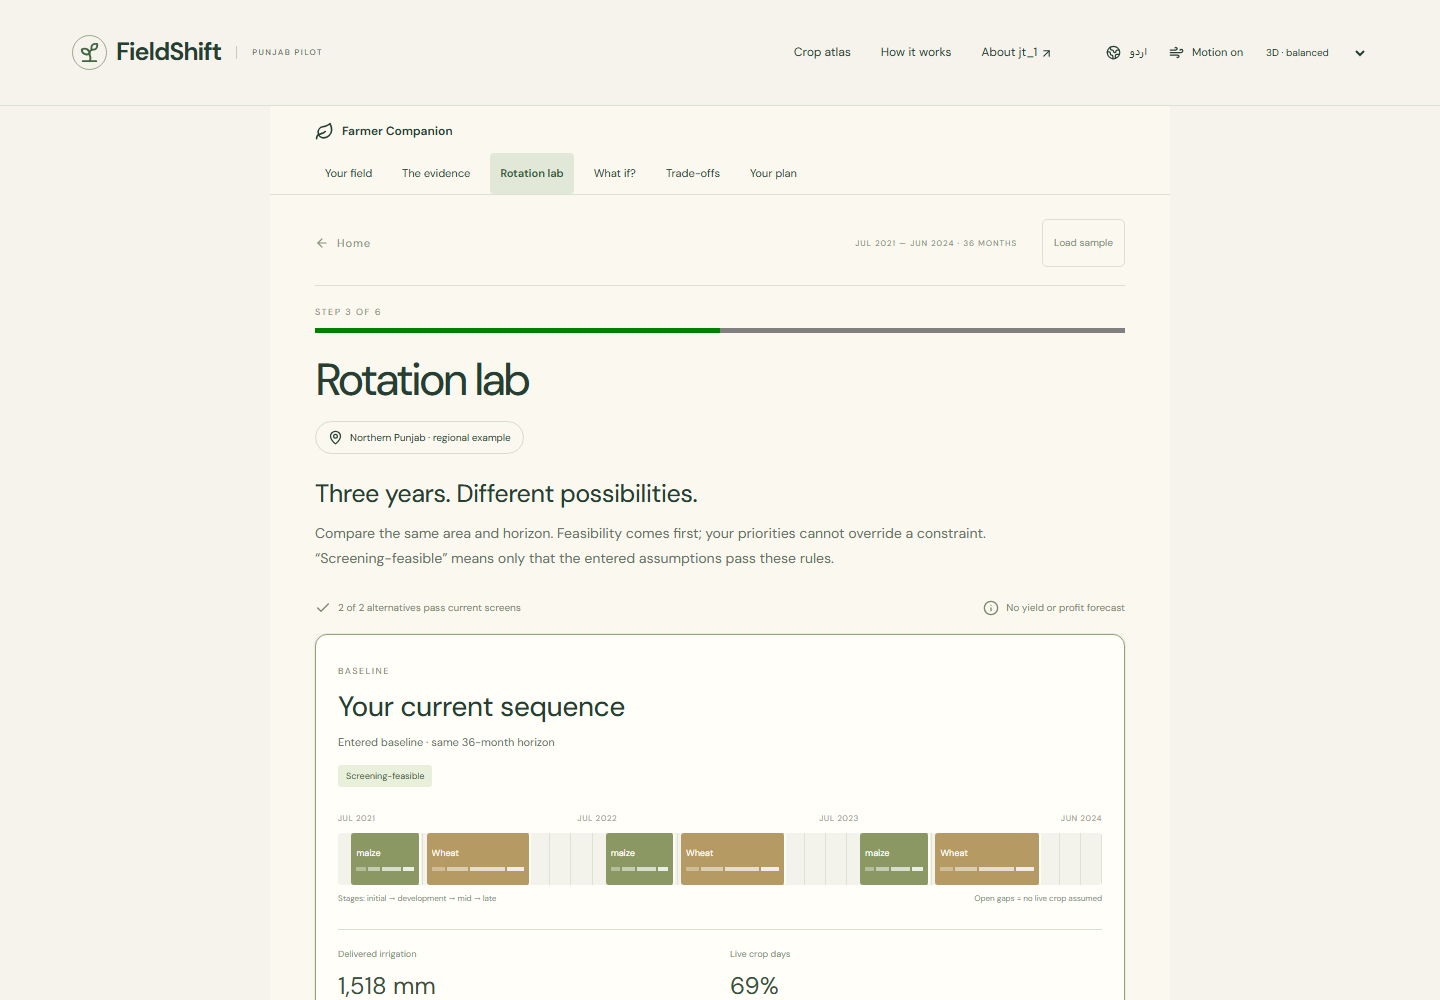 FieldShift
PUNJAB PILOT
Crop atlas
How it works
About jt_1
اردو
Motion on
3D · balanced
Farmer Companion
Your field
The evidence
Rotation lab
What if?
Trade-offs
Your plan
Home
JUL 2021 — JUN 2024 · 36 MONTHS
Load sample
STEP 3 OF 6
Rotation lab
Northern Punjab · regional example
Three years. Different possibilities.
Compare the same area and horizon. Feasibility comes first; your priorities cannot override a constraint.
“Screening-feasible” means only that the entered assumptions pass these rules.
2 of 2 alternatives pass current screens
No yield or profit forecast
BASELINE
Your current sequence
Entered baseline · same 36-month horizon
Screening-feasible
JUL 2021
JUL 2022
JUL 2023
JUN 2024
maize
Wheat
maize
Wheat
maize
Wheat
Stages: initial → development → mid → late
Open gaps = no live crop assumed
Delivered irrigation
Live crop days
1,518 mm
69%